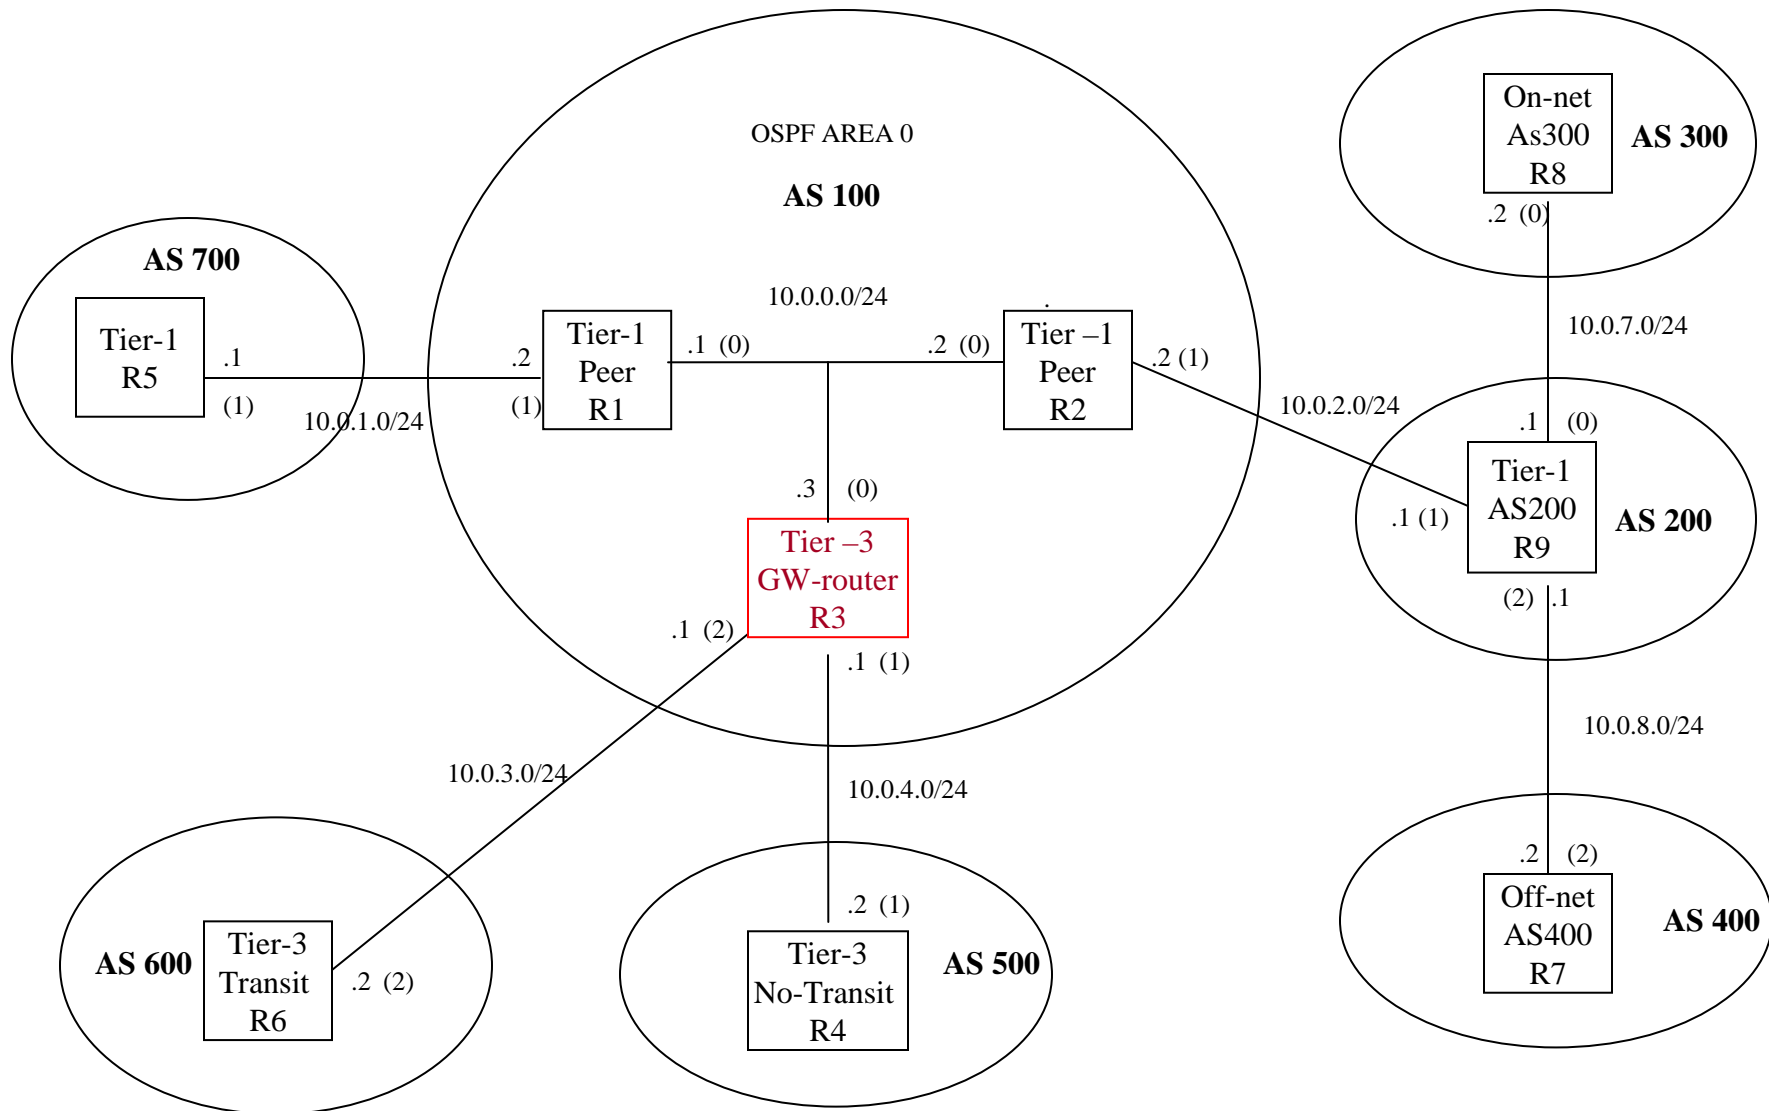 On-net
As300
R8
AS 300
.2 (0)
OSPF AREA 0
AS 100
AS 700
Tier-1
R5
.1
(1)
10.0.1.0/24
.2
(1)
Tier-1
Peer
R1
.1 (0)
10.0.0.0/24
.2 (0)
.
Tier –1
Peer
R2
.2 (1)
10.0.2.0/24
10.0.7.0/24
.1 (0)
.1 (1)
Tier-1
AS200
R9
AS 200
(2) .1
.3 (0)
Tier –3
GW-router
R3
.1 (2)
.1 (1)
10.0.3.0/24
10.0.4.0/24
10.0.8.0/24
AS 600
Tier-3
Transit
R6
.2 (2)
.2 (1)
Tier-3
No-Transit
R4
AS 500
.2 (2)
Off-net
AS400
R7
AS 400